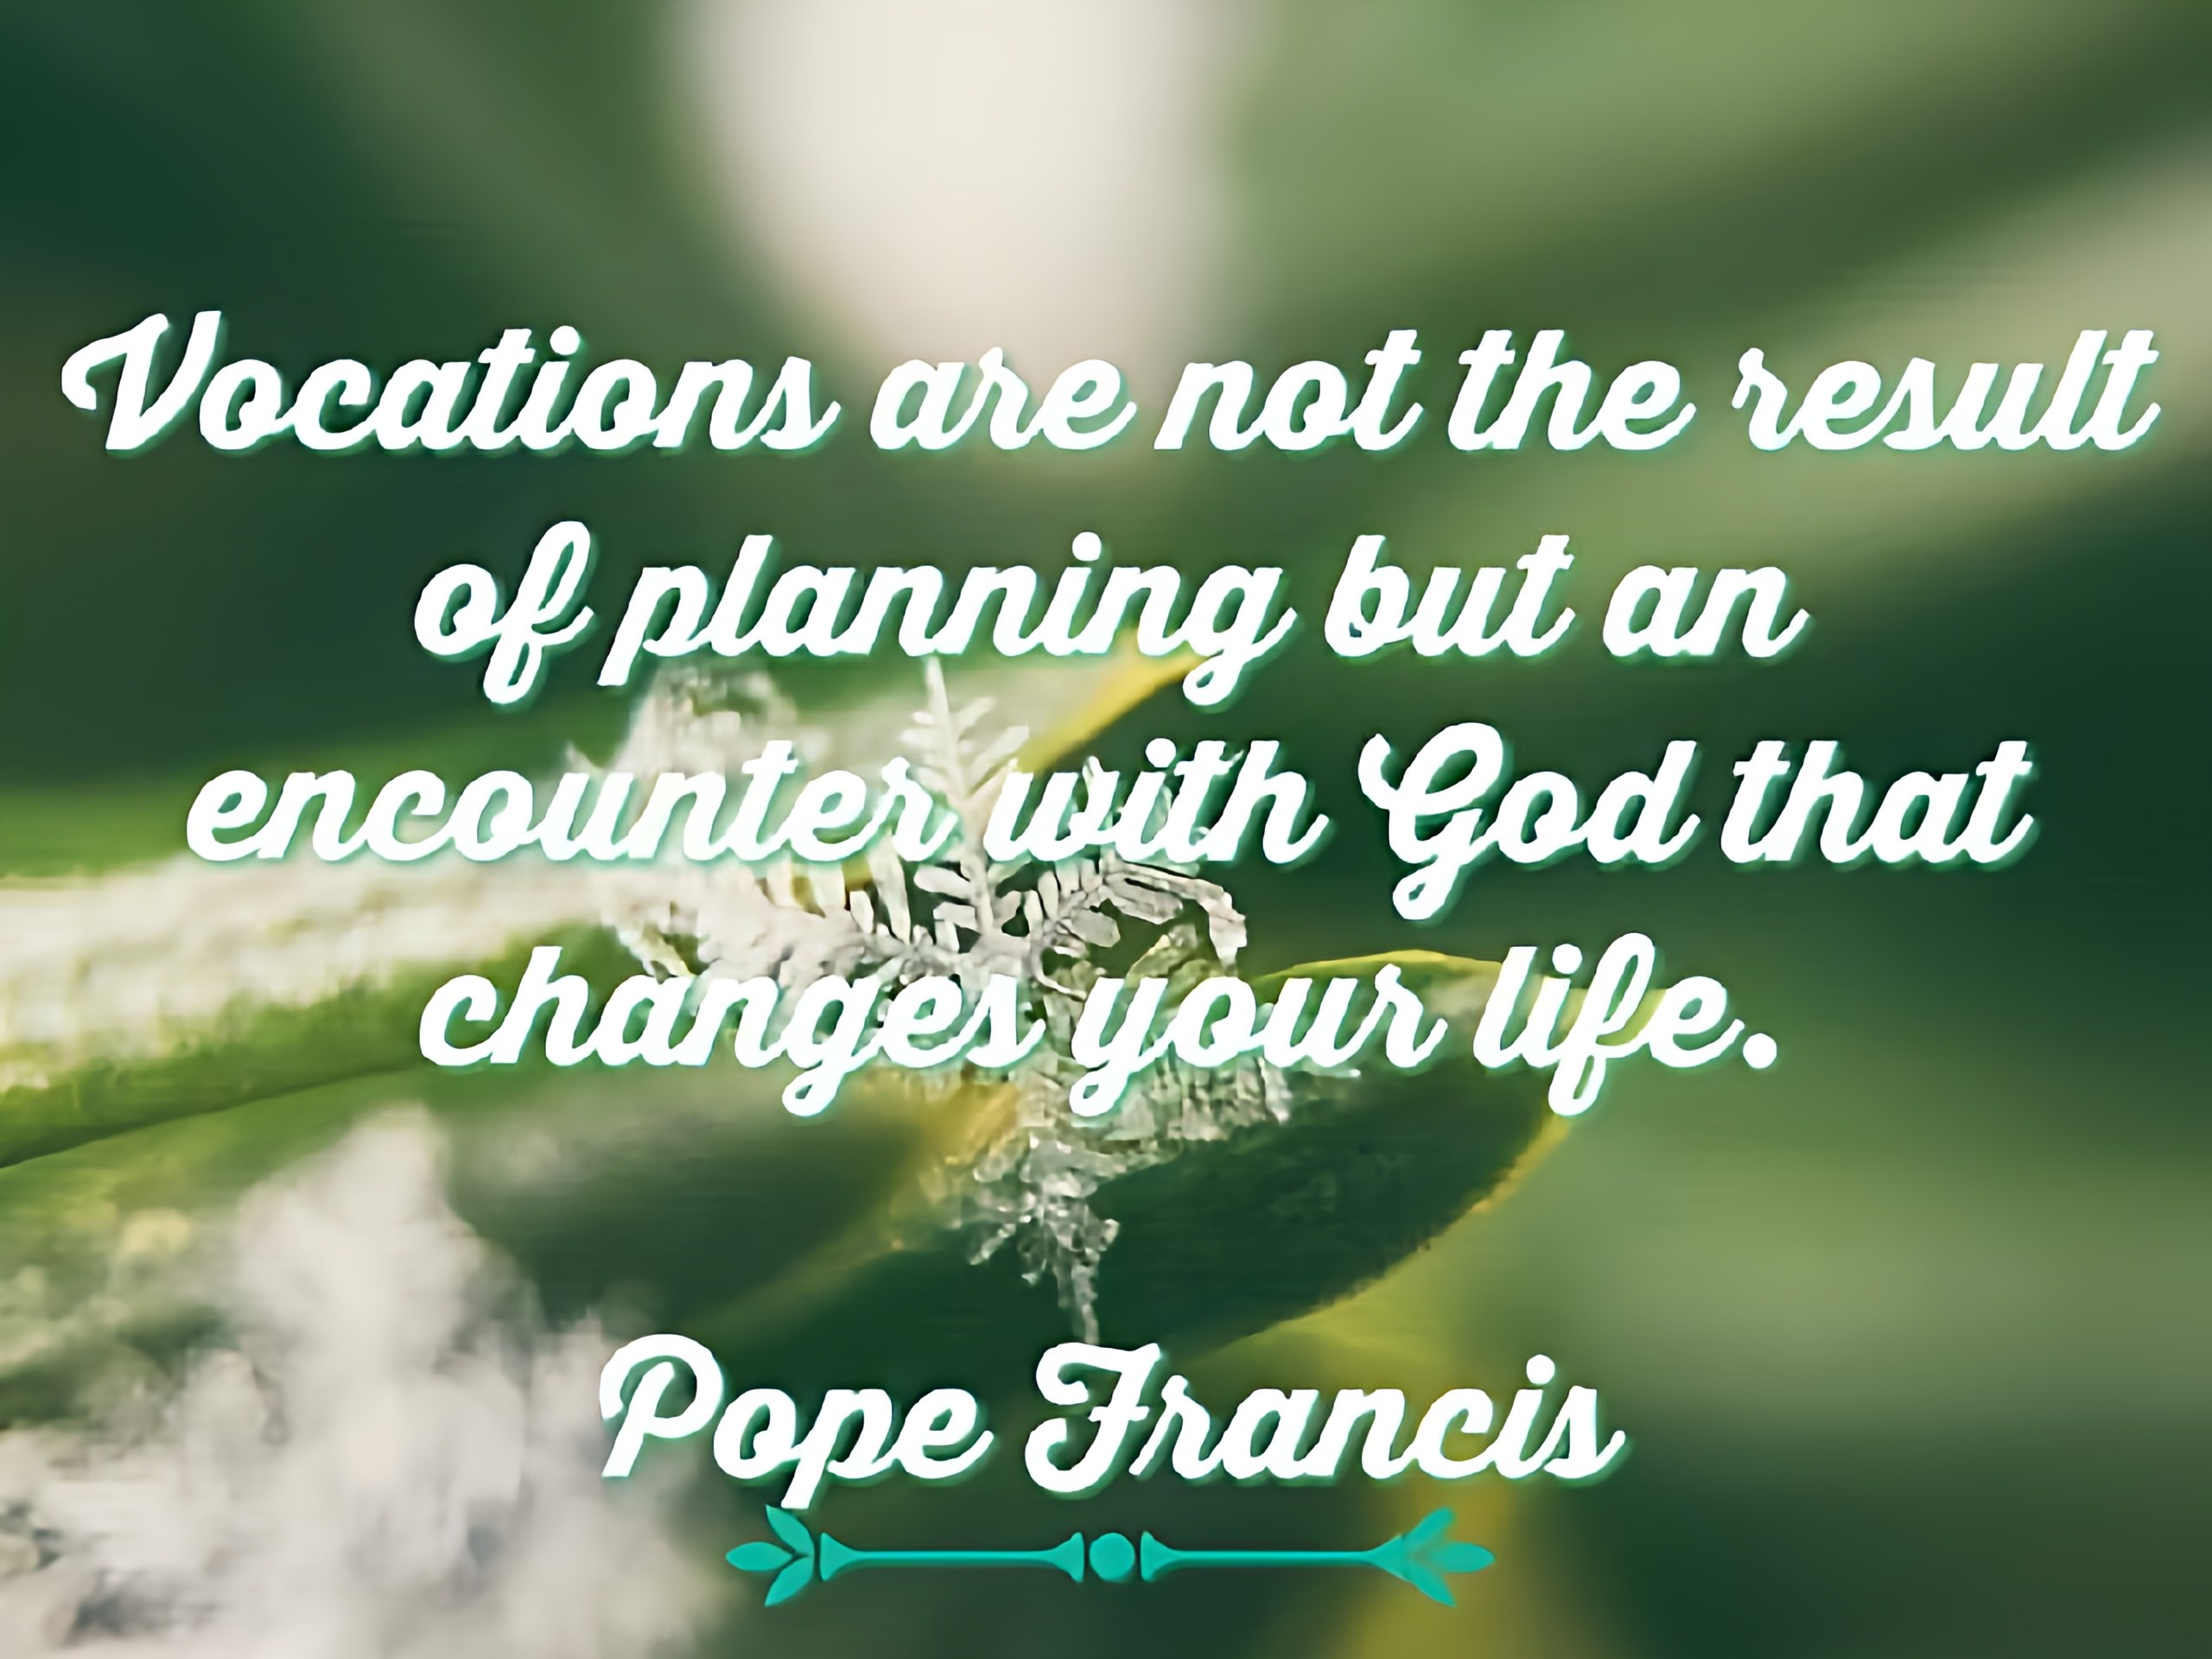 Vocations are not the result
of planning but an
encounter with God that
changes your life.
Pope Francis